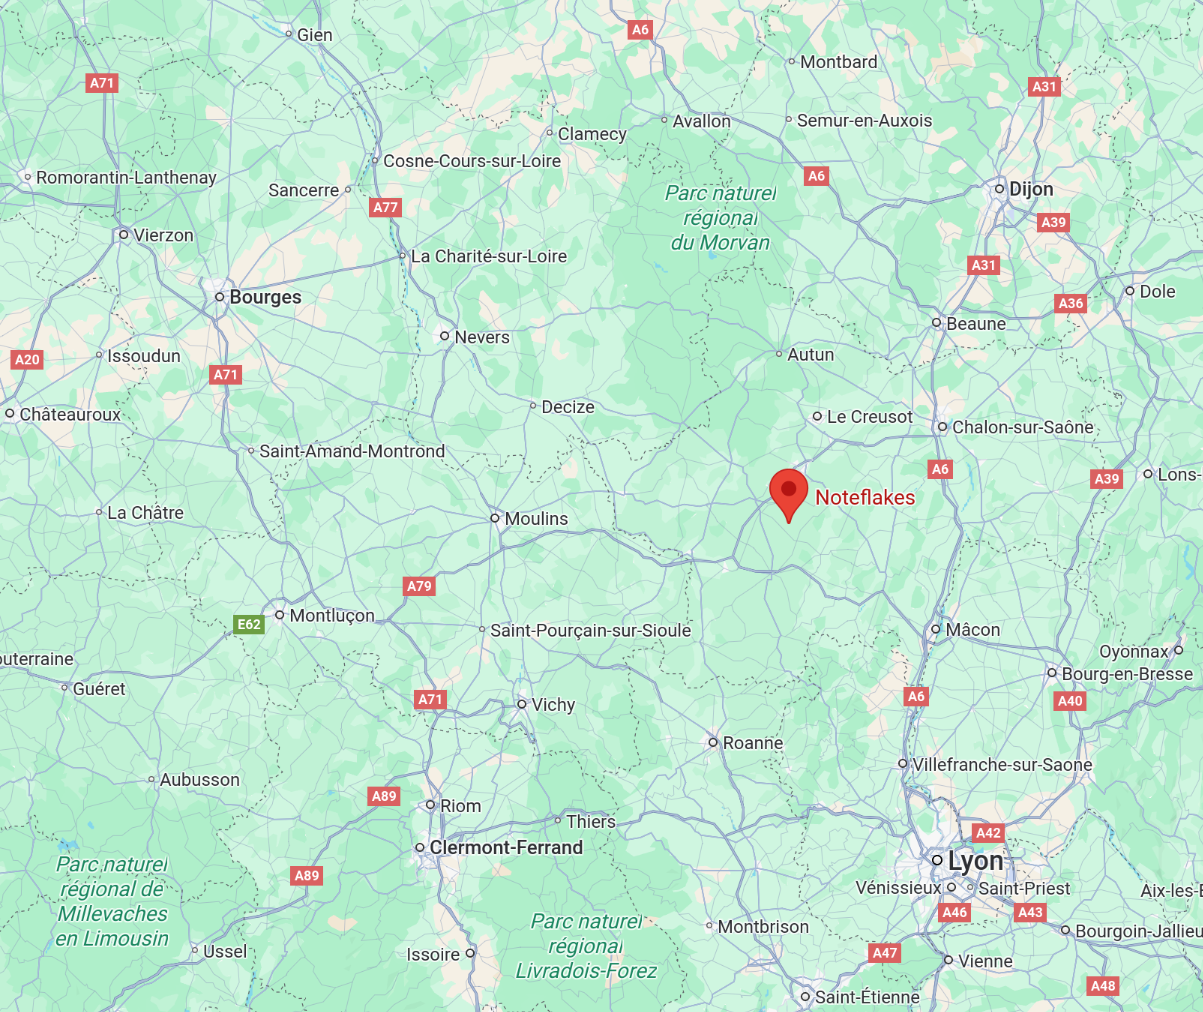 Gien
A6
Montbard
A71
A31
Avallon
Semur-en-Auxois
Clamecy
Cosne-Cours-sur-Loire
Romorantin-Lanthenay
A6
Sancerre
Dijon
Parc naturel
régional
du Morvan
A77
A39
Vierzon
La Charité-sur-Loire
A31
Bourges
Dole
A36
Beaune
Nevers
Issoudun
Autun
A20
A71
Decize
Châteauroux
Le Creusot
Chalon-sur-Saône
Saint-Amand-Montrond
A6
Lons-
A39
Noteflakes
La Châtre
Moulins
A79
Montluçon
E62
Saint-Pourçain-sur-Sioule
Mâcon
Oyonnax
outerraine
Bourg-en-Bresse
Guéret
A71
A6
A40
Vichy
Roanne
Villefranche-sur-Saone
Aubusson
A89
Riom
Thiers
A42
Clermont-Ferrand
Lyon
Parc naturel
régional de
Millevaches
en Limousin
A89
Vénissieux
Saint-Priest
Aix-les-B
A46
A43
Parc naturel
régional
Livradois-Forez
Montbrison
Bourgoin-Jallieu
Ussel
Issoire
A47
Vienne
A48
Saint-Étienne